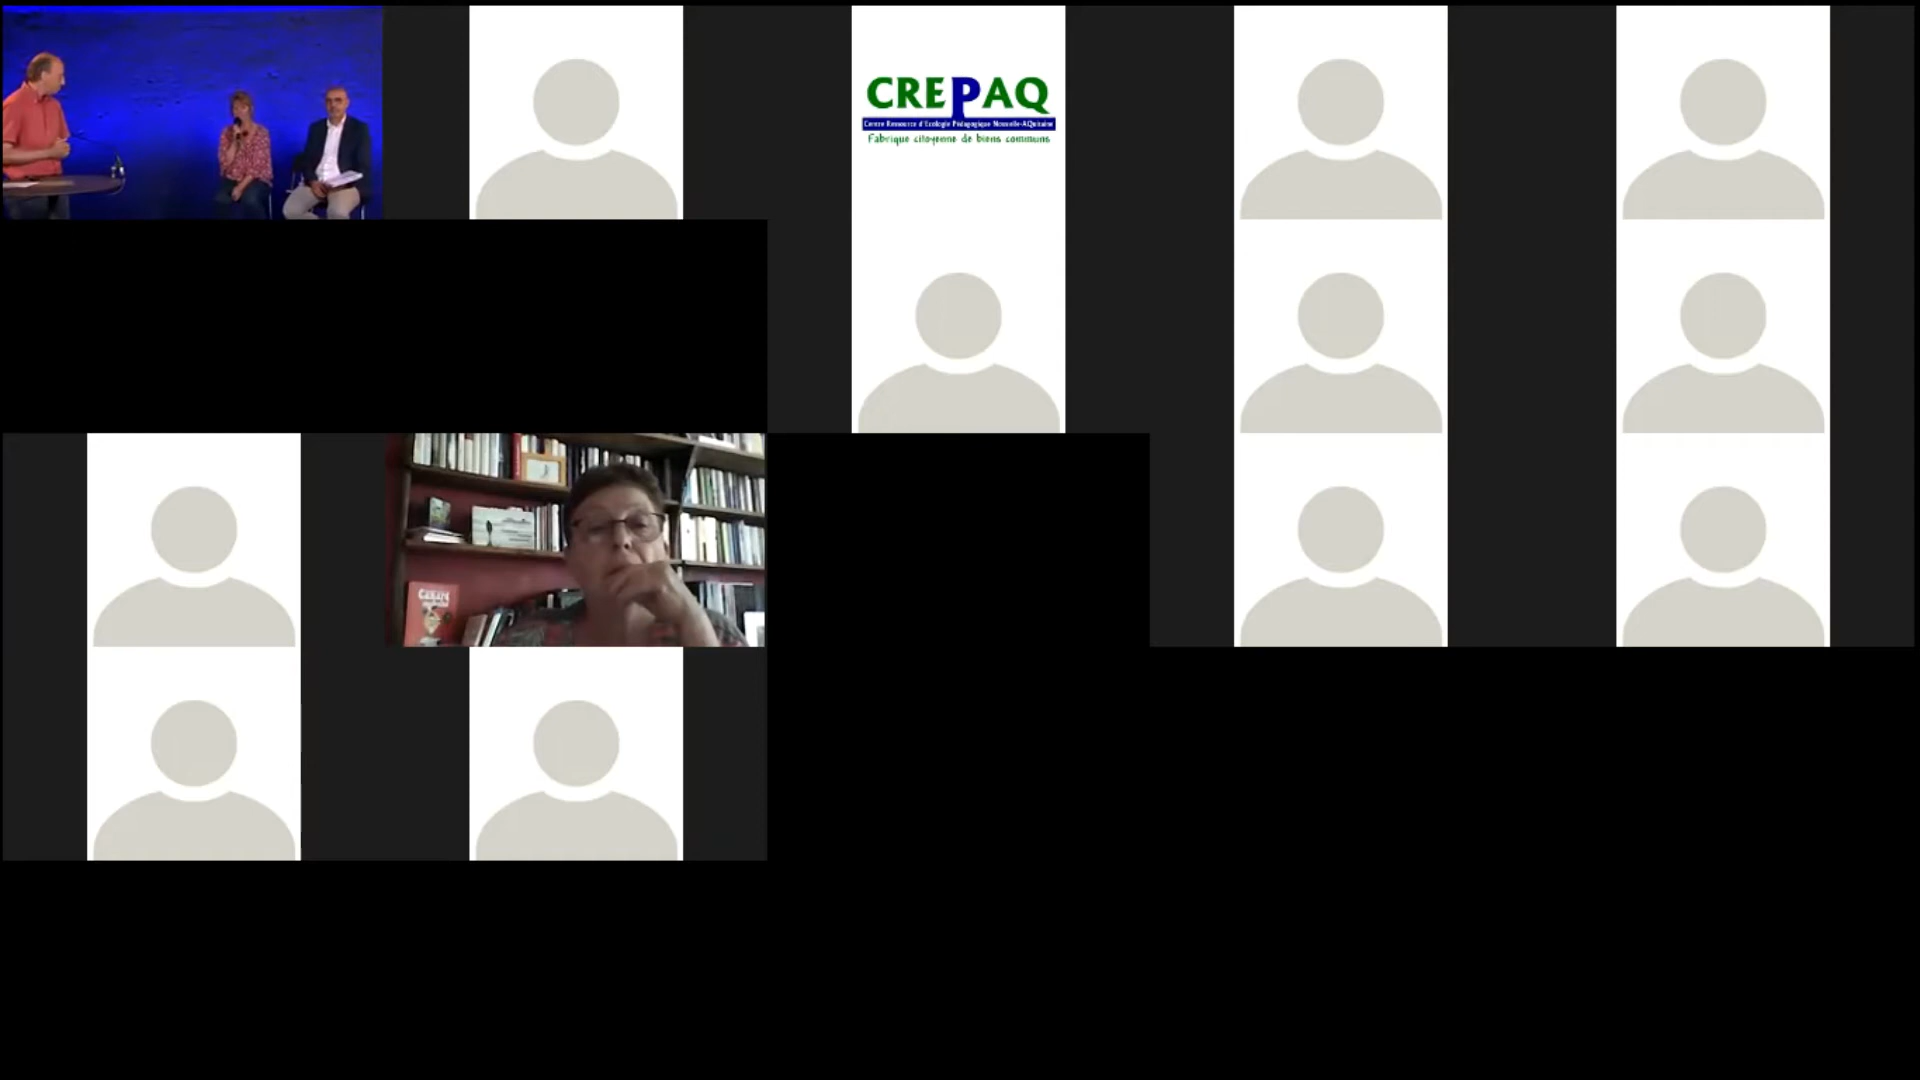 CREPAQ
Centre Ressource d'Ecologie Pédagogique Nouvelle-AQuitaine
Fabrique citoyenne de biens communs